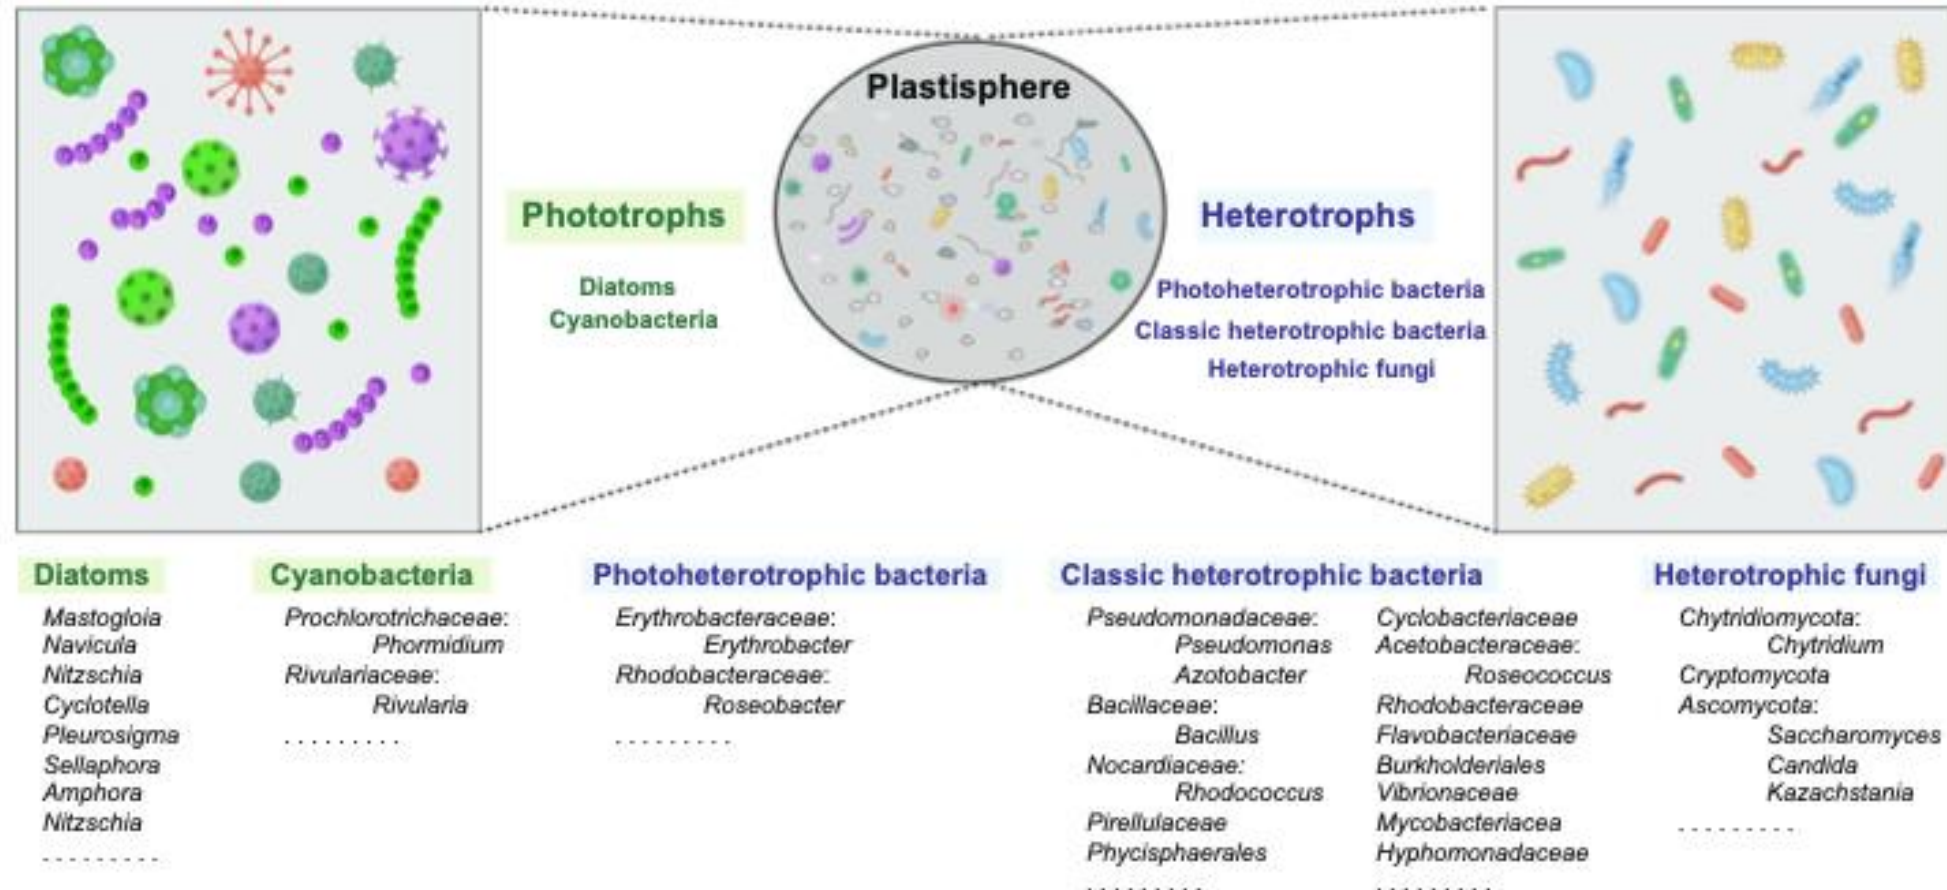 Plastisphere
Phototrophs
Diatoms
Cyanobacteria
Heterotrophs
Photoheterotrophic bacteria
Classic heterotrophic bacteria
Heterotrophic fungi
Diatoms
Mastogloia
Navicula
Nitzschia
Cyclotella
Pleurosigma
Sellaphora
Amphora
Nitzschia
. . . . . . . . .
Cyanobacteria
Prochlorotrichaceae:
Phormidium
Rivulariaceae:
Rivularia
. . . . . . . . .
Photoheterotrophic bacteria
Erythrobacteraceae:
Erythrobacter
Rhodobacteraceae:
Roseobacter
. . . . . . . . .
Classic heterotrophic bacteria
Pseudomonadaceae:
Pseudomonas
Azotobacter
Bacillaceae:
Bacillus
Nocardiaceae:
Rhodococcus
Pirellulaceae
Phycisphaerales
. . . . . . . . .
Cyclobacteriaceae
Acetobacteraceae:
Roseococcus
Rhodobacteraceae
Flavobacteriaceae
Burkholderiales
Vibrionaceae
Mycobacteriacea
Hyphomonadaceae
. . . . . . . . .
Heterotrophic fungi
Chytridiomycota:
Chytridium
Cryptomycota
Ascomycota:
Saccharomyces
Candida
Kazachstania
. . . . . . . . .